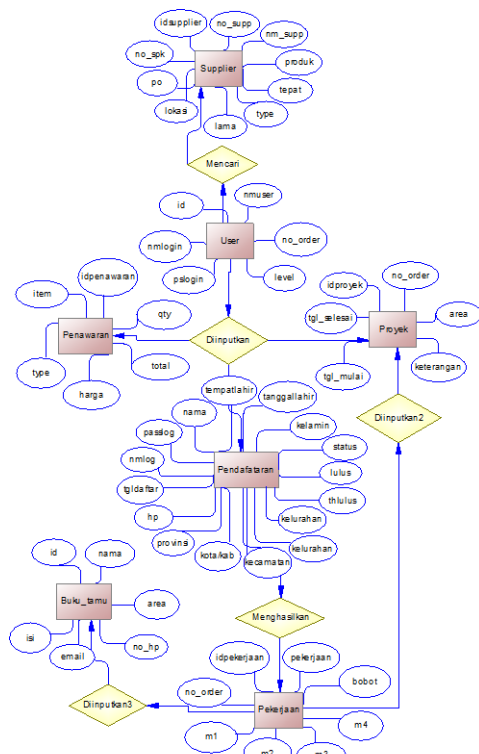 idsupplier
no_supp
nm_supp
no_spk
produk
Supplier
po
tepat
lokasi
type
lama
Mencari
nmuser
id
User
nmlogin
no_order
pslogin
level
idpenawaran
item
qty
Penawaran
type
total
harga
Diinputkan
no_order
idproyek
tgl_selesai
area
Proyek
tgl_mulai
keterangan
Diinputkan2
tempatlahir
tanggallahir
nama
kelamin
passlog
status
nmlog
Pendafataran
lulus
tgldaftar
thlulus
hp
kelurahan
provinsi
kota/kab
kecamatan
kelurahan
id
nama
Buku_tamu
area
isi
email
no_hp
Menghasilkan
idpekerjaan
pekerjaan
no_order
bobot
Diinputkan3
Pekerjaan
m1
m4
m2